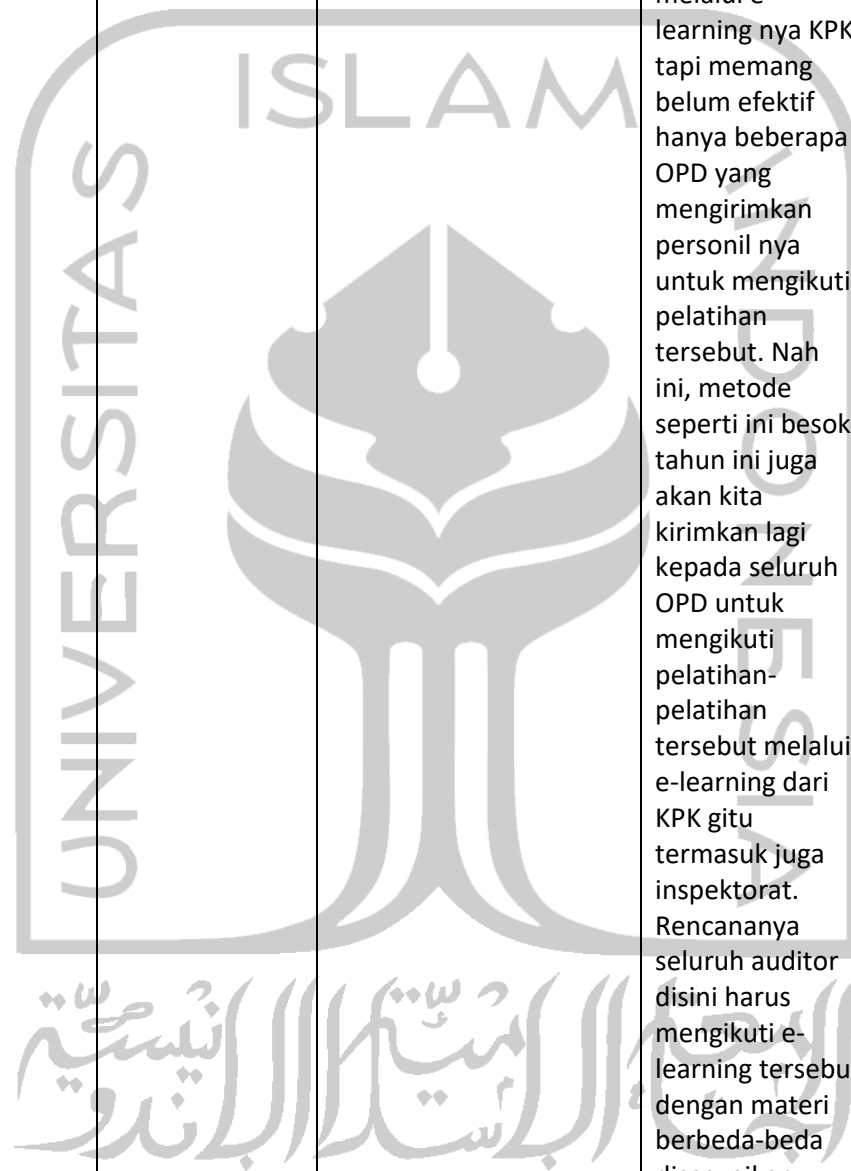 learning nya KPK
tapi memang
belum efektif
hanya beberapa
OPD yang
mengirimkan
personil nya
untuk mengikuti
pelatihan
tersebut. Nah
ini, metode
seperti ini besok
tahun ini juga
akan kita
kirimkan lagi
kepada seluruh
OPD untuk
mengikuti
pelatihan-
pelatihan
tersebut melalui
e-learning dari
KPK gitu
termasuk juga
inspektorat.
Rencananya
seluruh auditor
disini harus
mengikuti e-
learning tersebu
dengan materi
berbeda-beda
ISLAM
UNIVERSITAS
INDONESIA